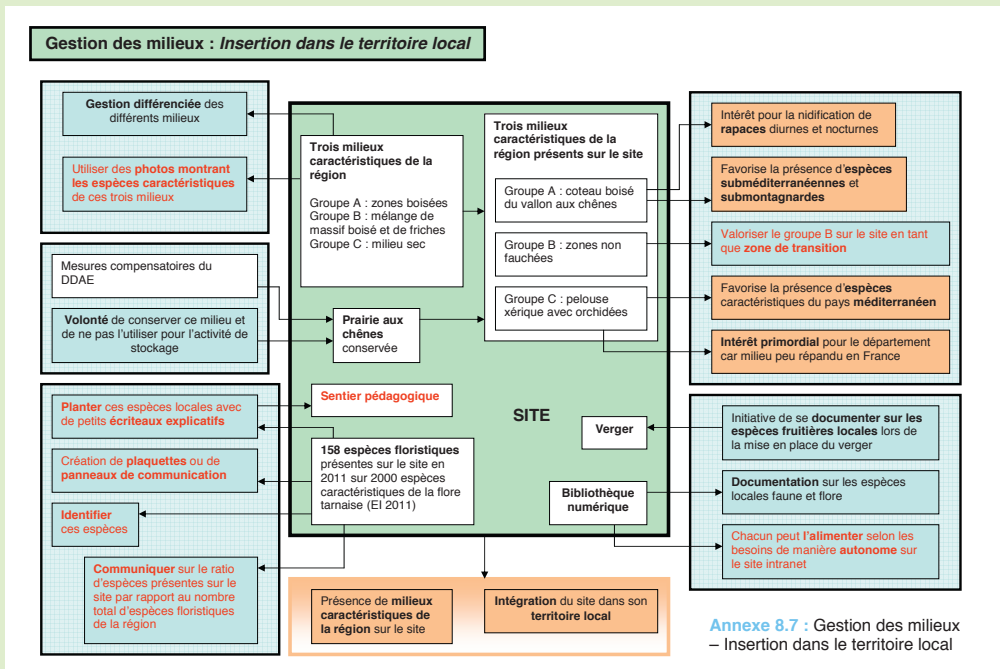 Gestion des milieux : Insertion dans le territoire local
Gestion différenciée des
différents milieux
Utiliser des photos montrant
les espèces caractéristiques
de ces trois milieux
Mesures compensatoires du
DDAE
Volonté de conserver ce milieu et
de ne pas l'utiliser pour l'activité de
stockage
Planter ces espèces locales avec
de petits écriteaux explicatifs
Création de plaquettes ou de
panneaux de communication
Identifier
ces espèces
Communiquer sur le ratio
d'espèces présentes sur le
site par rapport au nombre
total d'espèces floristiques
de la région
Trois milieux
caractéristiques de la
région
Groupe A : zones boisées
Groupe B : mélange de
massif boisé et de friches
Groupe C : milieu sec
Prairie aux
chênes
conservée
Sentier pédagogique
158 espèces floristiques
présentes sur le site en
2011 sur 2000 espèces
caractéristiques de la flore
tarnaise (EI 2011)
Trois milieux
caractéristiques de la
région présents sur le site
Groupe A : coteau boisé
du vallon aux chênes
Groupe B : zones non
fauchées
Groupe C : pelouse
xérique avec orchidées
SITE
Verger
Bibliothèque
numérique
Présence de milieux
caractéristiques de
la région sur le site
Intégration du site dans son
territoire local
Intérêt pour la nidification de
rapaces diurnes et nocturnes
Favorise la présence d'espèces
subméditerranéennes et
submontagnardes
Valoriser le groupe B sur le site en tant
que zone de transition
Favorise la présence d'espèces
caractéristiques du pays méditerranéen
Intérêt primordial pour le département
car milieu peu répandu en France
Initiative de se documenter sur les
espèces fruitières locales lors de
la mise en place du verger
Documentation sur les espèces
locales faune et flore
Chacun peut l'alimenter selon les
besoins de manière autonome sur
le site intranet
Annexe 8.7 : Gestion des milieux
– Insertion dans le territoire local